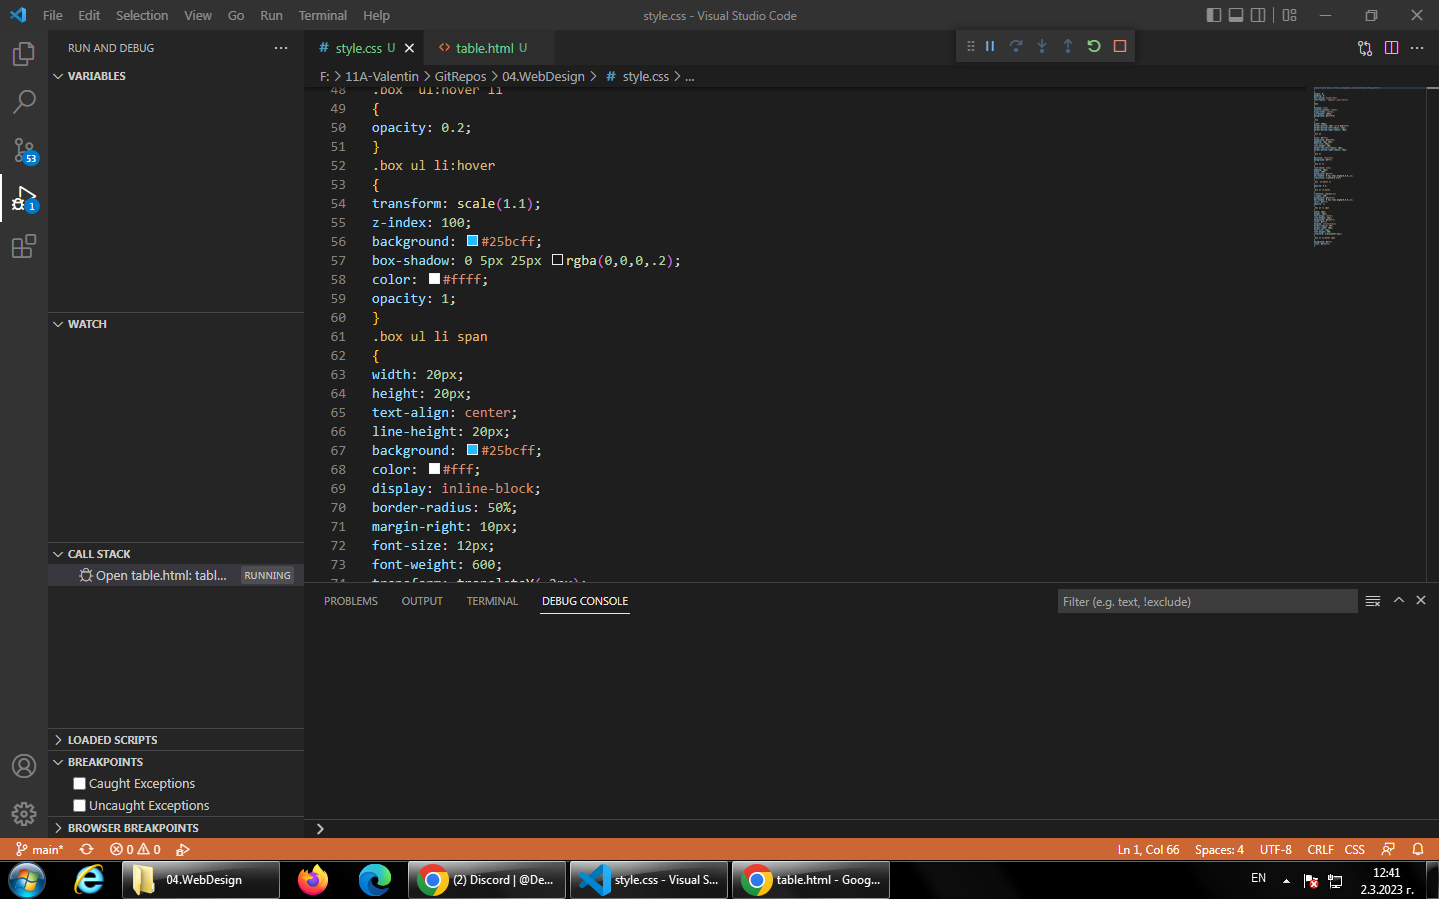 File Edit Selection View Go Run Terminal Help
style.css - Visual Studio Code
RUN AND DEBUG
# style.css U
<> table.html U
F: > 11A-Valentin > GitRepos > 04.WebDesign > # style.css > ...
VARIABLES
WATCH
CALL STACK
Open table.html: tabl... RUNNING
LOADED SCRIPTS
BREAKPOINTS
Caught Exceptions
Uncaught Exceptions
BROWSER BREAKPOINTS
53
1
48 .box ul:hover li
49 {
50 opacity: 0.2;
51 }
52 .box ul li:hover
53 {
54 transform: scale(1.1);
55 z-index: 100;
56 background: #25bcff;
57 box-shadow: 0 5px 25px rgba(0,0,0,.2);
58 color: #ffff;
59 opacity: 1;
60 }
61 .box ul li span
62 {
63 width: 20px;
64 height: 20px;
65 text-align: center;
66 line-height: 20px;
67 background: #25bcff;
68 color: #fff;
69 display: inline-block;
70 border-radius: 50%;
71 margin-right: 10px;
72 font-size: 12px;
73 font-weight: 600;
74 transform: translateY(-2px);
PROBLEMS OUTPUT TERMINAL DEBUG CONSOLE
Filter (e.g. text, !exclude)
main* 0 0
Ln 1, Col 66 Spaces: 4 UTF-8 CRLF CSS
04.WebDesign
(2) Discord | @De...
style.css - Visual S...
table.html - Goog...
EN
12:41
2.3.2023 г.